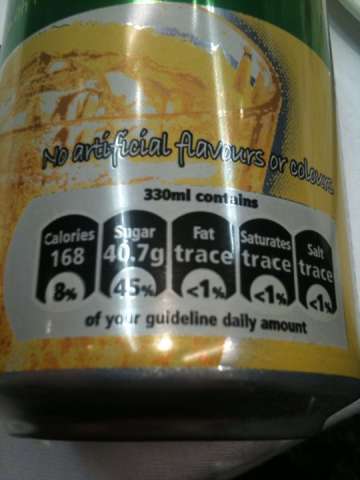 No artificial flavours or colours
330ml contains
Calories Sugar Fat Saturates Salt
168 40.7g trace trace trace
8% 45% <1% <1% <1%
of your guideline daily amount